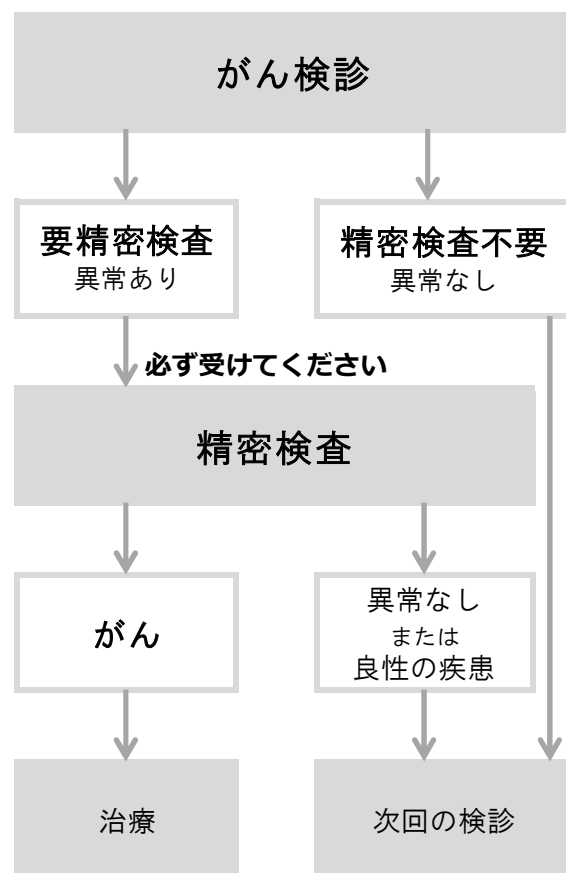 がん検診
要精密検査
異常あり
精密検査不要
異常なし
必ず受けてください
精密検査
がん
異常なし
または
良性の疾患
治療
次回の検診